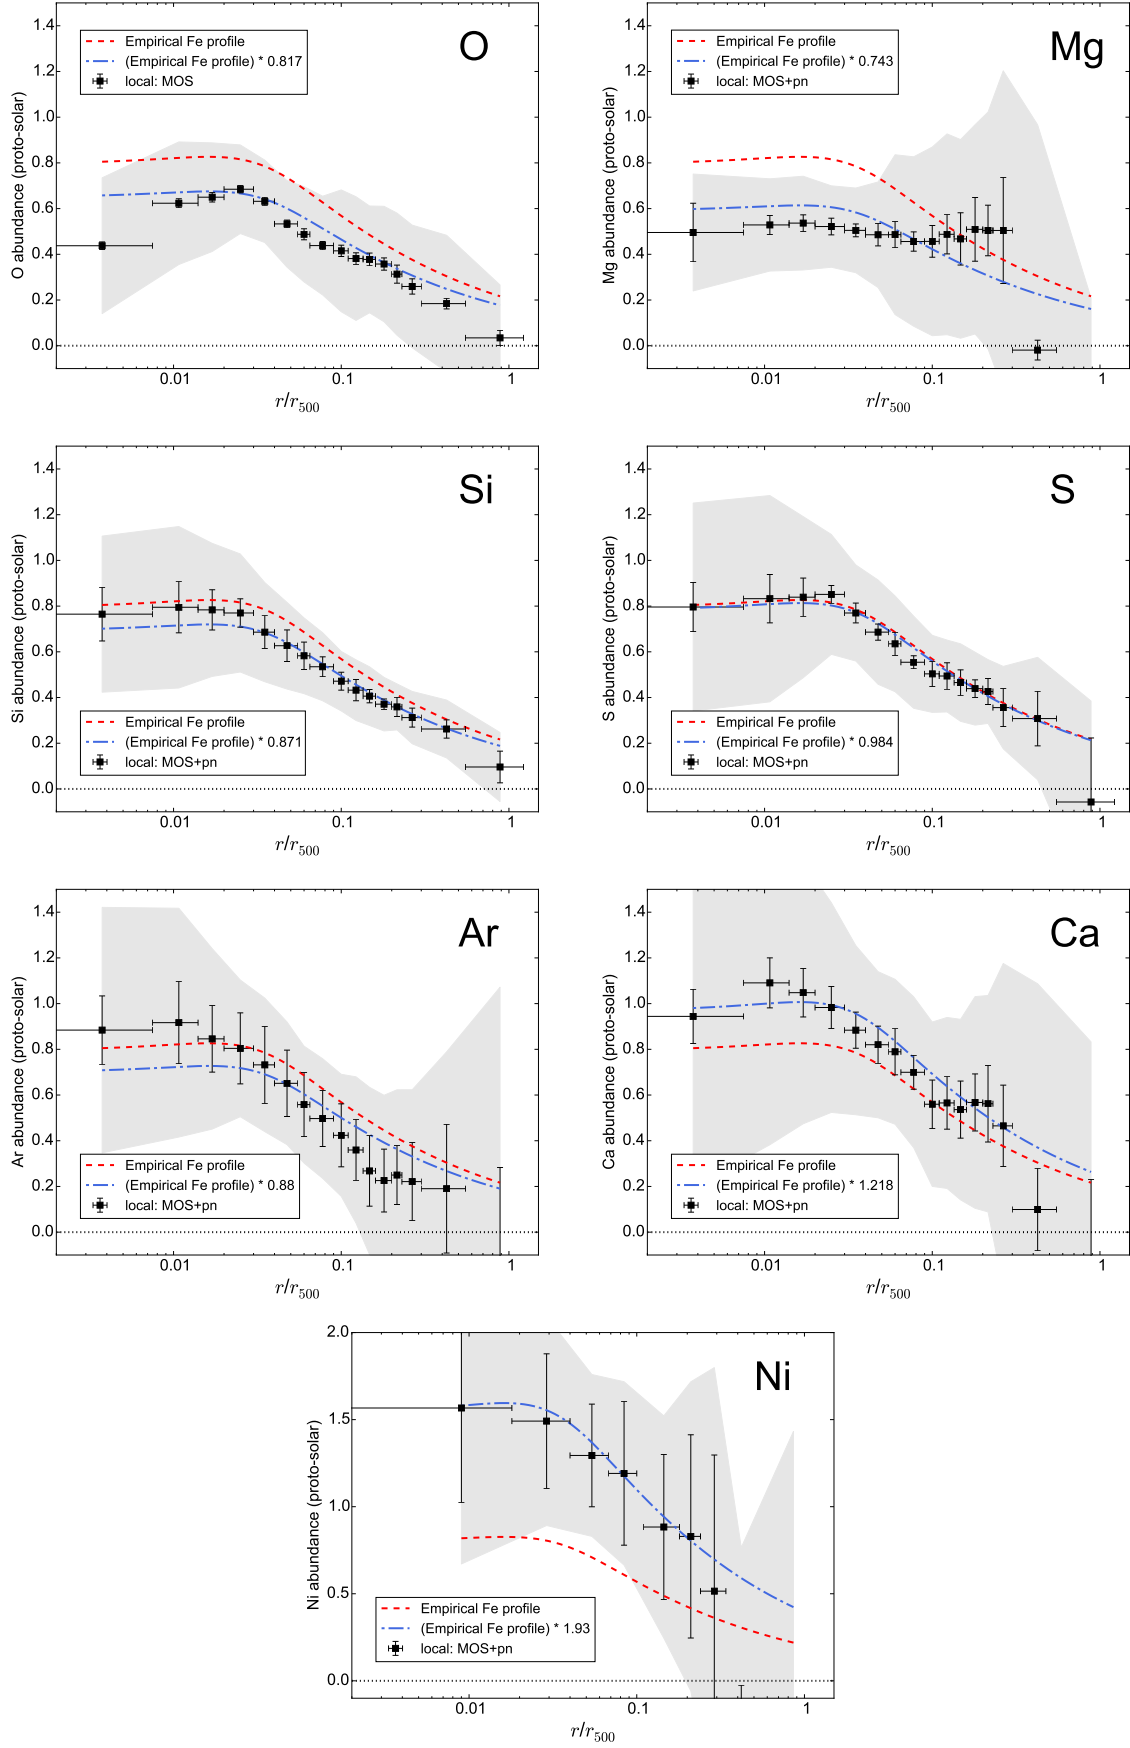 O
Empirical Fe profile
(Empirical Fe profile) * 0.817
local: MOS
O abundance (proto-solar)
1.4
1.2
1.0
0.8
0.6
0.4
0.2
0.0
0.01
0.1
1
r/r500
Mg
Empirical Fe profile
(Empirical Fe profile) * 0.743
local: MOS+pn
Mg abundance (proto-solar)
1.4
1.2
1.0
0.8
0.6
0.4
0.2
0.0
0.01
0.1
1
r/r500
Si
Si abundance (proto-solar)
1.4
1.2
1.0
0.8
0.6
0.4
0.2
0.0
Empirical Fe profile
(Empirical Fe profile) * 0.871
local: MOS+pn
0.01
0.1
1
r/r500
S
S abundance (proto-solar)
1.4
1.2
1.0
0.8
0.6
0.4
0.2
0.0
Empirical Fe profile
(Empirical Fe profile) * 0.984
local: MOS+pn
0.01
0.1
1
r/r500
Ar
Ar abundance (proto-solar)
1.4
1.2
1.0
0.8
0.6
0.4
0.2
0.0
Empirical Fe profile
(Empirical Fe profile) * 0.88
local: MOS+pn
0.01
0.1
1
r/r500
Ca
Ca abundance (proto-solar)
1.4
1.2
1.0
0.8
0.6
0.4
0.2
0.0
Empirical Fe profile
(Empirical Fe profile) * 1.218
local: MOS+pn
0.01
0.1
1
r/r500
Ni
Ni abundance (proto-solar)
2.0
1.5
1.0
0.5
0.0
Empirical Fe profile
(Empirical Fe profile) * 1.93
local: MOS+pn
0.01
0.1
1
r/r500